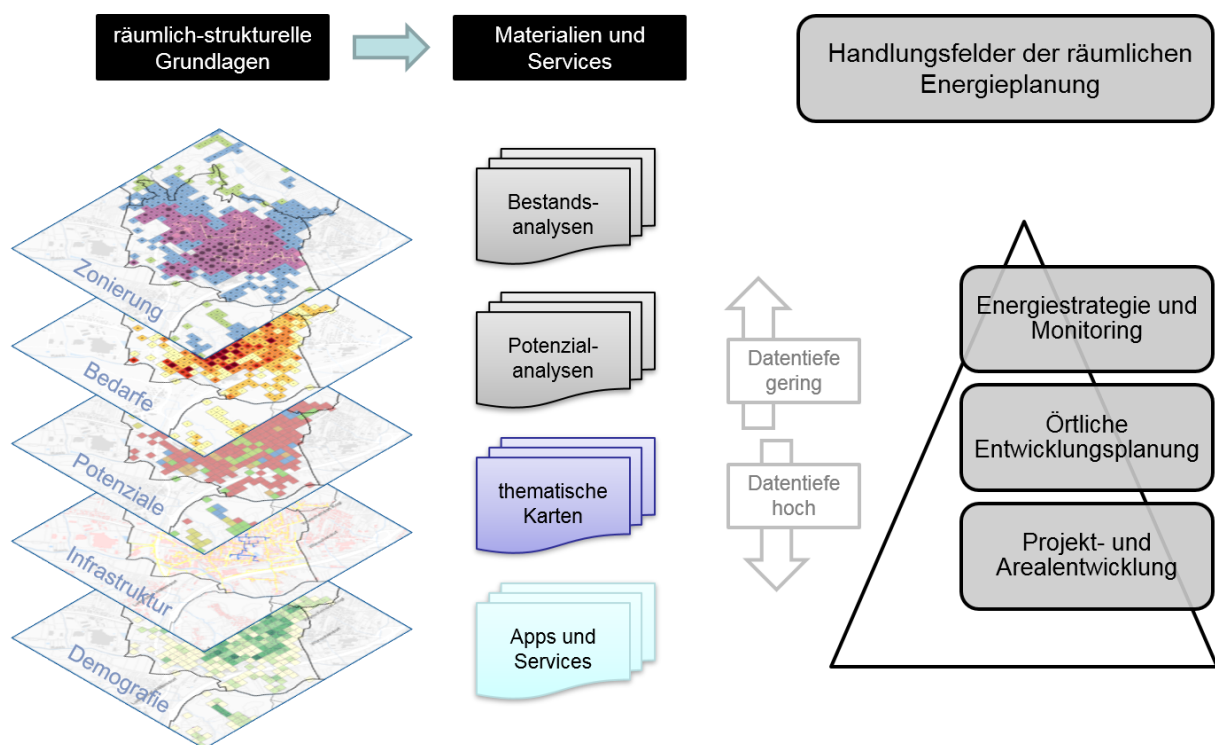 räumlich-strukturelle
Grundlagen
Materialien und
Services
Handlungsfelder der räumlichen
Energieplanung
Zonierung
Bedarfe
Potenziale
Infrastruktur
Demografie
Bestands-
analysen
Potenzial-
analysen
thematische
Karten
Apps und
Services
Datentiefe
gering
Datentiefe
hoch
Energiestrategie und
Monitoring
Örtliche
Entwicklungsplanung
Projekt- und
Arealentwicklung